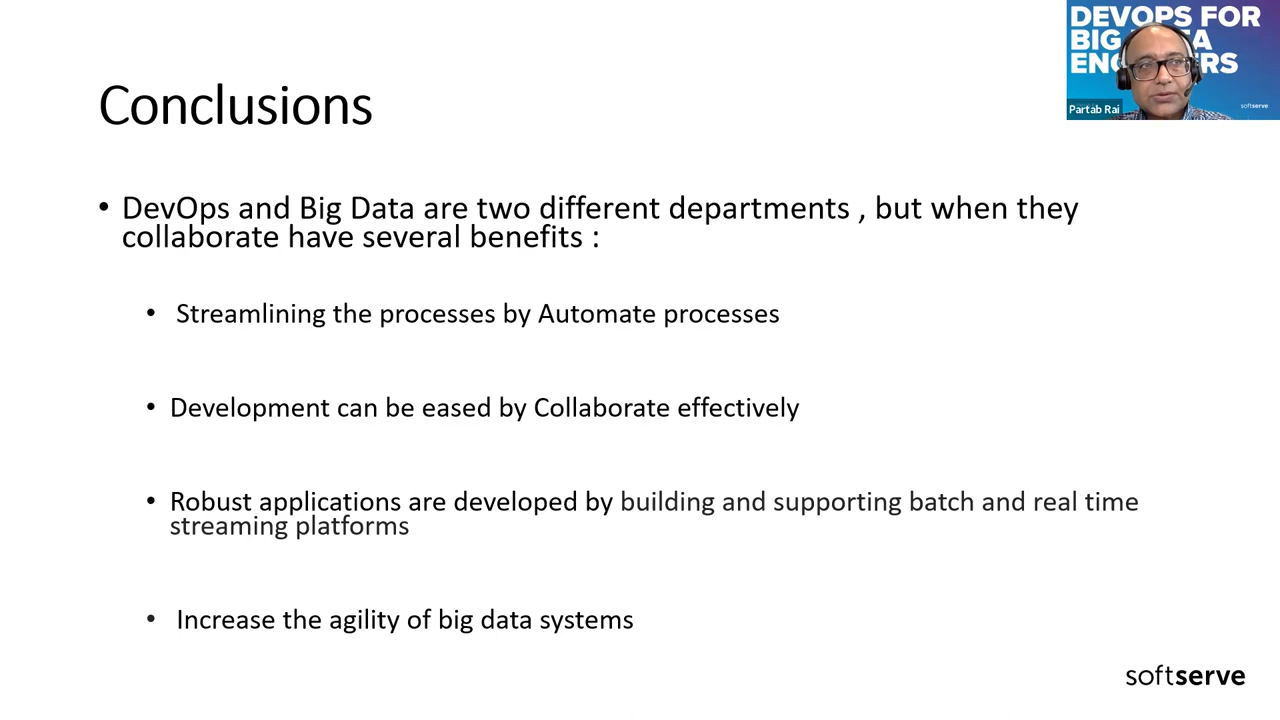 DEVOPS FOR
BIG
ERS
Partab Rai
softserve
Conclusions
• DevOps and Big Data are two different departments , but when they
collaborate have several benefits :
• Streamlining the processes by Automate processes
• Development can be eased by Collaborate effectively
• Robust applications are developed by building and supporting batch and real time
streaming platforms
• Increase the agility of big data systems
softserve